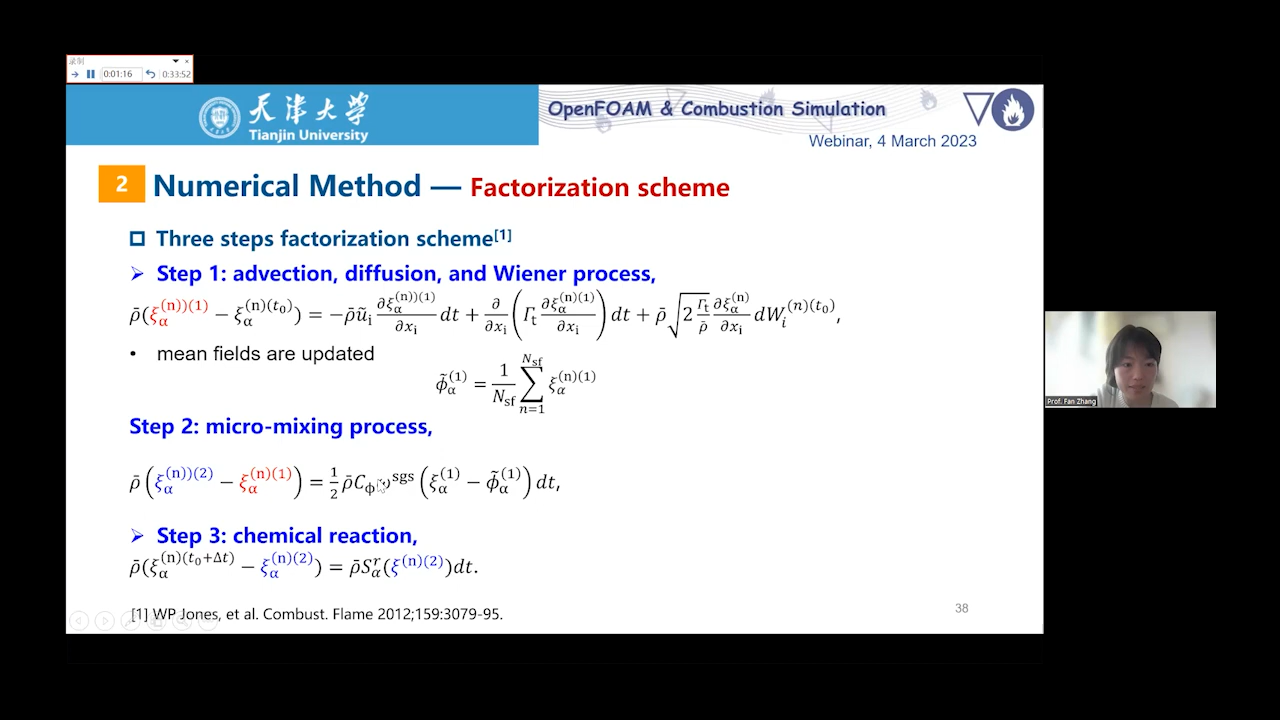 录制
0:01:16 0:33:52
天津大学
Tianjin University
OpenFOAM & Combustion Simulation
Webinar, 4 March 2023
2 Numerical Method — Factorization scheme
Three steps factorization scheme[1]
➢ Step 1: advection, diffusion, and Wiener process,
ρ̄(ξ_α^{(n))(1)} − ξ_α^{(n)(t_0)}) = −ρ̄ũ_i ∂ξ_α^{(n))(1)}/∂x_i dt + ∂/∂x_i (Γ_t ∂ξ_α^{(n)(1)}/∂x_i) dt + ρ̄√(2 Γ_t/ρ̄) ∂ξ_α^{(n)}/∂x_i dW_i^{(n)(t_0)},
• mean fields are updated
φ̃_α^{(1)} = 1/N_sf ∑_{n=1}^{N_sf} ξ_α^{(n)(1)}
Step 2: micro-mixing process,
ρ̄(ξ_α^{(n))(2)} − ξ_α^{(n)(1)}) = 1/2 ρ̄C_ϕ ω^{sgs} (ξ_α^{(1)} − φ̃_α^{(1)}) dt,
➢ Step 3: chemical reaction,
ρ̄(ξ_α^{(n)(t_0+Δt)} − ξ_α^{(n)(2)}) = ρ̄S_α^r(ξ^{(n)(2)})dt.
[1] WP Jones, et al. Combust. Flame 2012;159:3079-95.
38
Prof. Fan Zhang